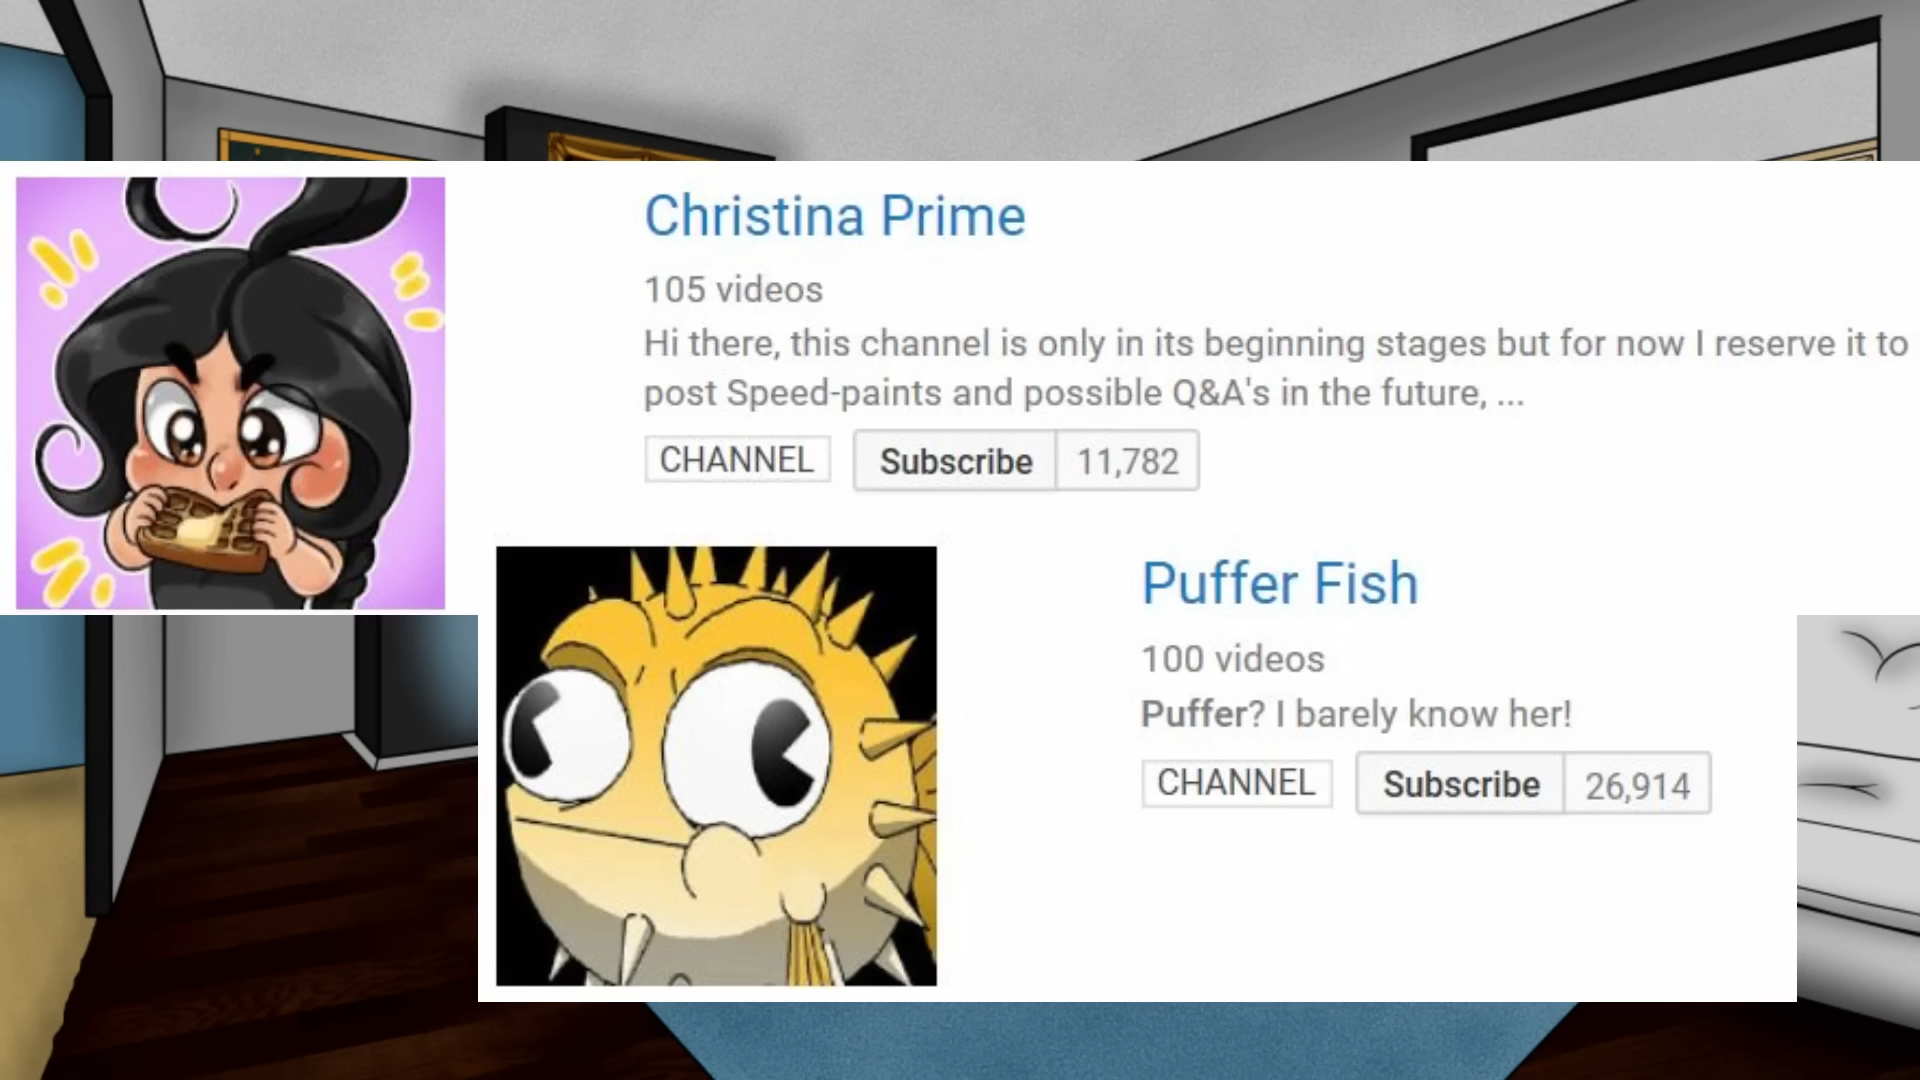 Christina Prime
105 videos
Hi there, this channel is only in its beginning stages but for now I reserve it to
post Speed-paints and possible Q&A's in the future, ...
CHANNEL Subscribe 11,782
Puffer Fish
100 videos
Puffer? I barely know her!
CHANNEL Subscribe 26,914